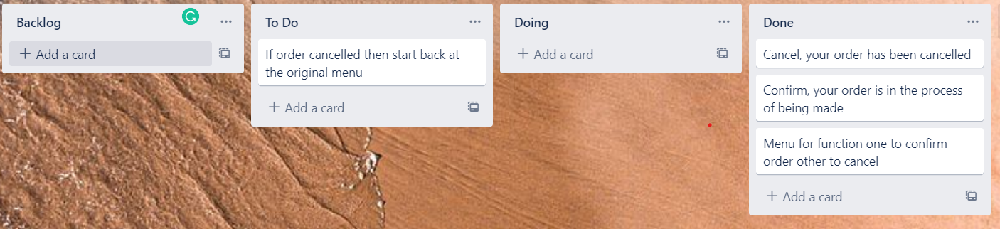 Backlog
+ Add a card
To Do
If order cancelled then start back at
the original menu
+ Add a card
Doing
+ Add a card
Done
Cancel, your order has been cancelled
Confirm, your order is in the process
of being made
Menu for function one to confirm
order other to cancel
+ Add a card